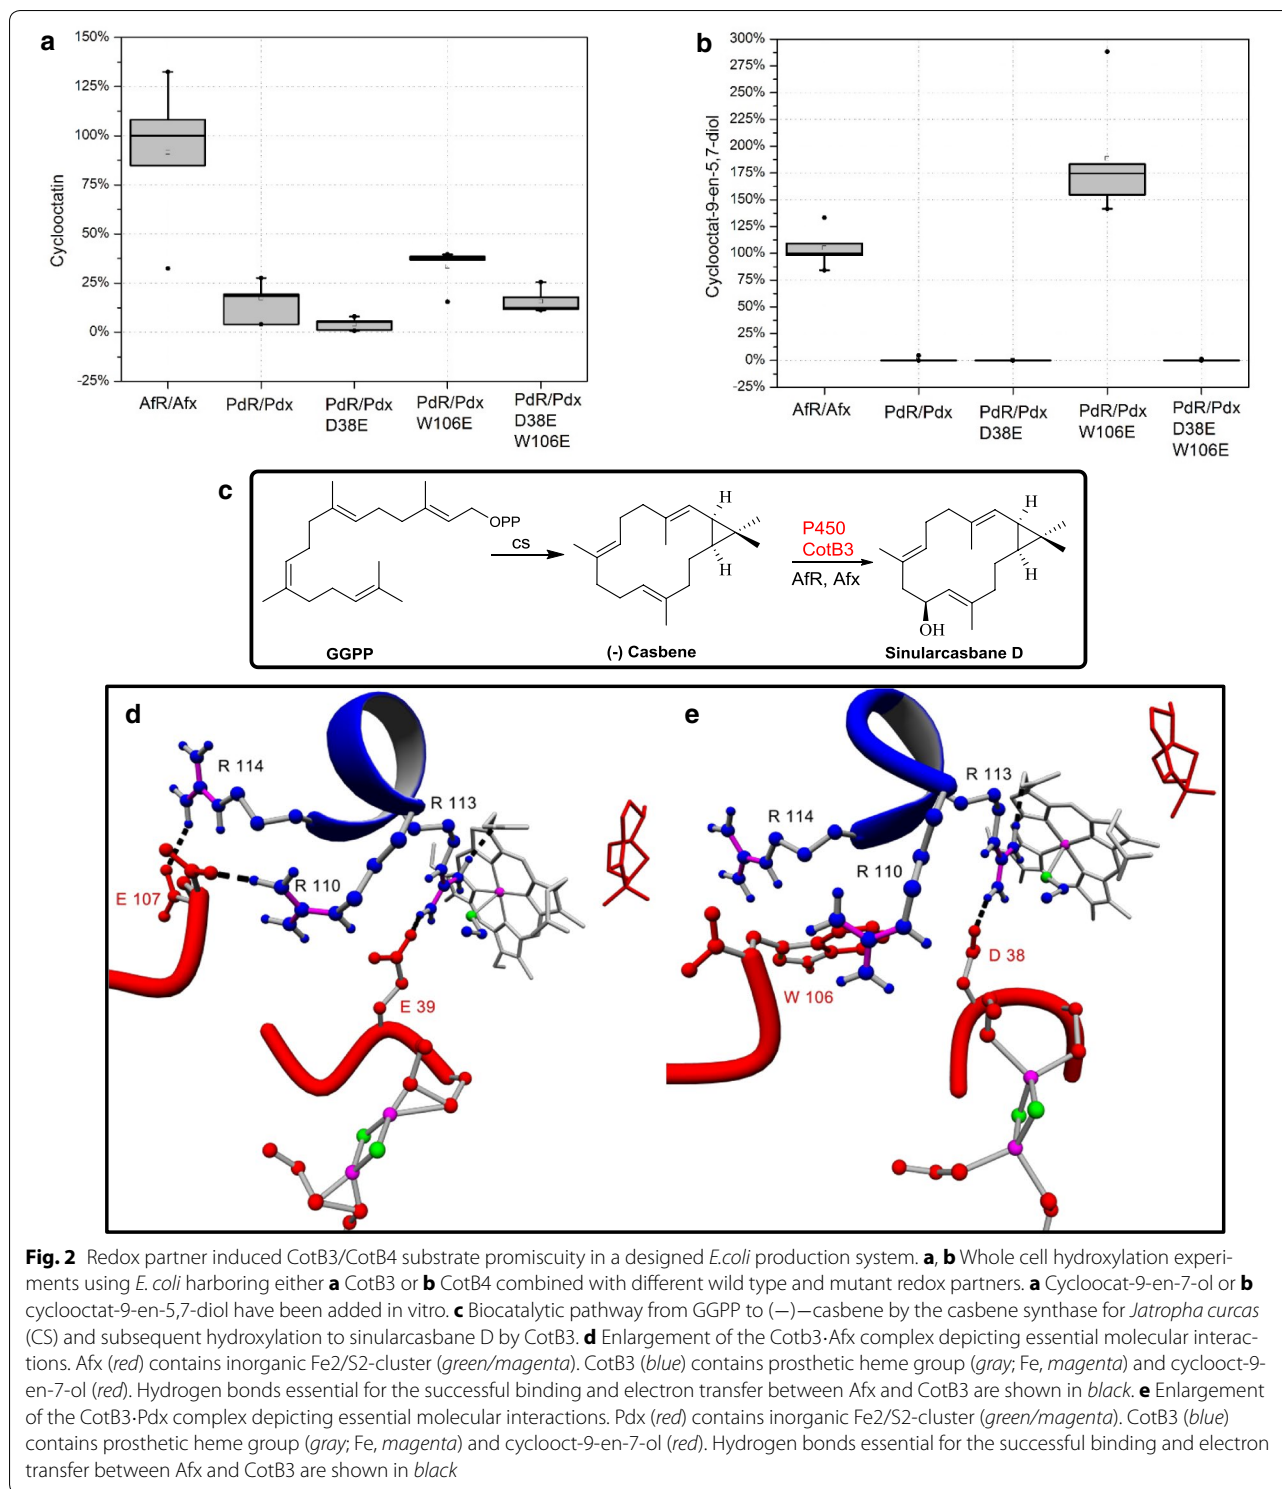 a
150%
125%
100%
75%
50%
25%
0%
-25%
Cyclooctatin
AfR/Afx
PdR/Pdx
PdR/Pdx
D38E
PdR/Pdx
W106E
PdR/Pdx
D38E
W106E
b
300%
275%
250%
225%
200%
175%
150%
125%
100%
75%
50%
25%
0%
-25%
Cyclooctat-9-en-5,7-diol
AfR/Afx
PdR/Pdx
PdR/Pdx
D38E
PdR/Pdx
W106E
PdR/Pdx
D38E
W106E
c
OPP
GGPP
CS
H
H
(-) Casbene
P450
CotB3
AfR, Afx
H
H
OH
Sinularcasbane D
d
R 114
R 113
R 110
E 107
E 39
e
R 113
R 114
R 110
D 38
W 106
Fig. 2 Redox partner induced CotB3/CotB4 substrate promiscuity in a designed E.coli production system. a, b Whole cell hydroxylation experi-
ments using E. coli harboring either a CotB3 or b CotB4 combined with different wild type and mutant redox partners. a Cycloocat-9-en-7-ol or b
cyclooctat-9-en-5,7-diol have been added in vitro. c Biocatalytic pathway from GGPP to (−)−casbene by the casbene synthase for Jatropha curcas
(CS) and subsequent hydroxylation to sinularcasbane D by CotB3. d Enlargement of the Cotb3·Afx complex depicting essential molecular interac-
tions. Afx (red) contains inorganic Fe2/S2-cluster (green/magenta). CotB3 (blue) contains prosthetic heme group (gray; Fe, magenta) and cyclooct-9-
en-7-ol (red). Hydrogen bonds essential for the successful binding and electron transfer between Afx and CotB3 are shown in black. e Enlargement
of the CotB3·Pdx complex depicting essential molecular interactions. Pdx (red) contains inorganic Fe2/S2-cluster (green/magenta). CotB3 (blue)
contains prosthetic heme group (gray; Fe, magenta) and cyclooct-9-en-7-ol (red). Hydrogen bonds essential for the successful binding and electron
transfer between Afx and CotB3 are shown in black